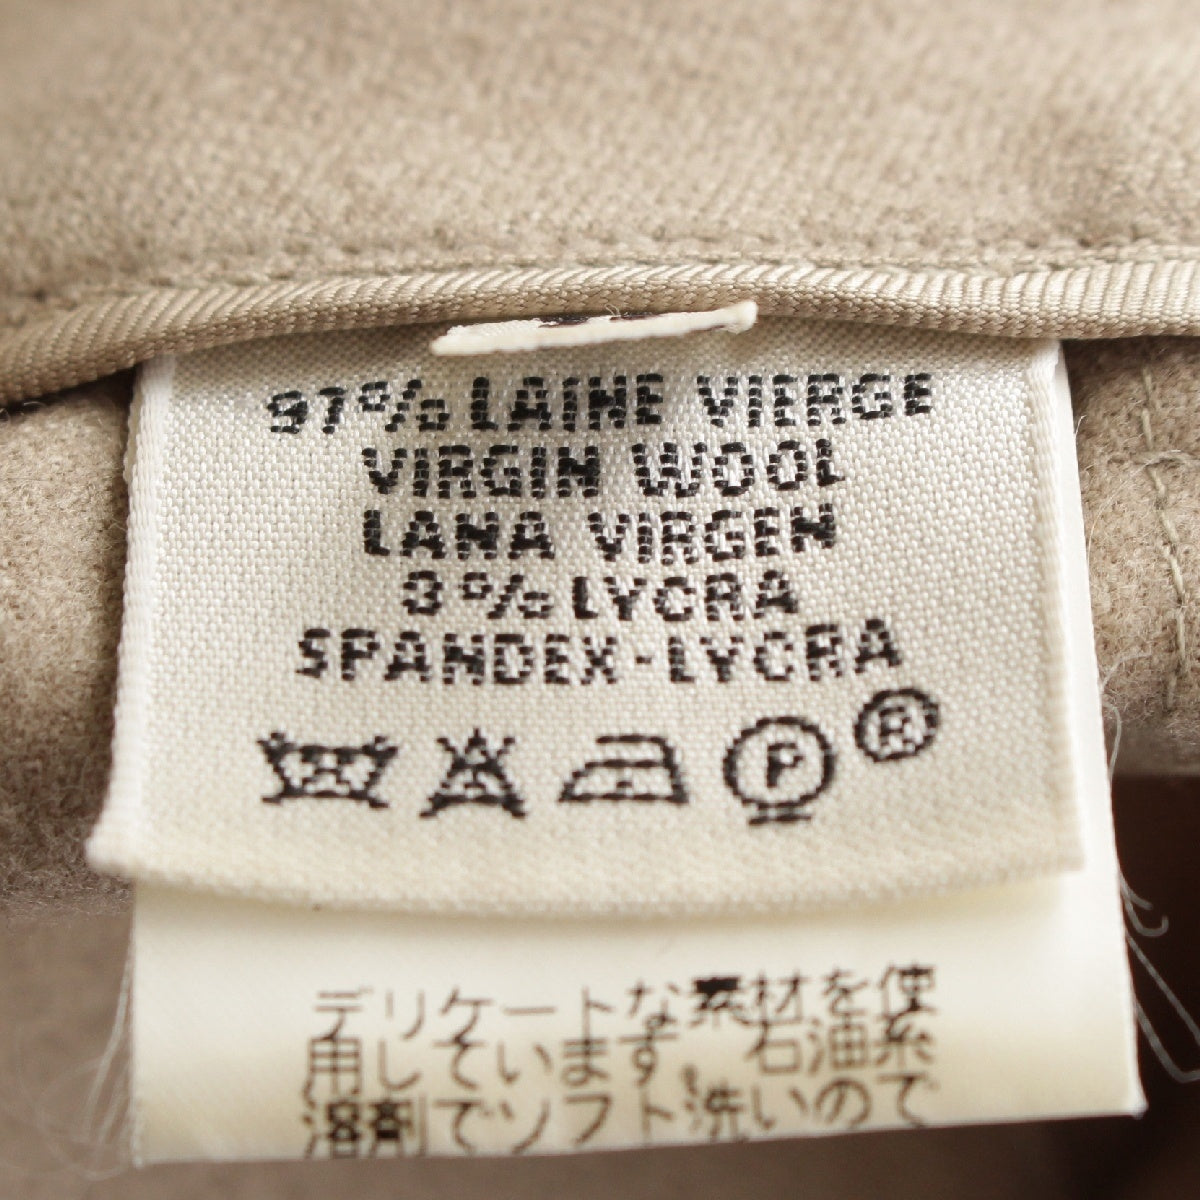 97% LAINE VIERGE
VIRGIN WOOL
LANA VIRGEN
3% LYCRA
SPANDEX-LYCRA
P ®
デリケートな素材を使
用しています。石油系
溶剤でソフト洗いので